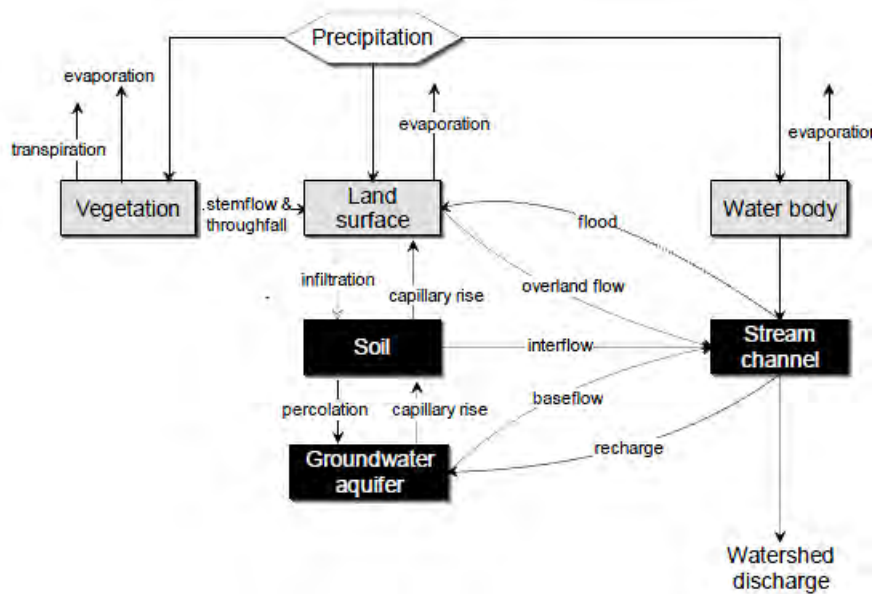 Precipitation
evaporation
transpiration
evaporation
evaporation
Vegetation
.stemflow &
throughfall
Land
surface
Water body
flood
infiltration
capillary rise
overland flow
Soil
interflow
Stream
channel
percolation
capillary rise
baseflow
recharge
Groundwater
aquifer
Watershed
discharge